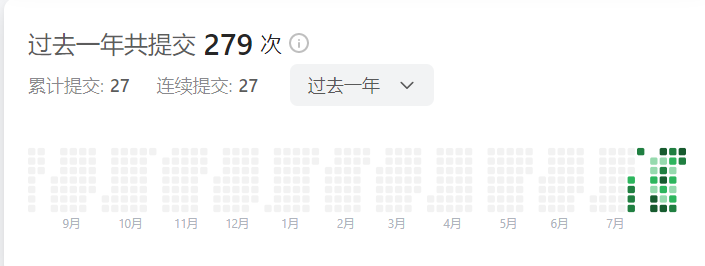 过去一年共提交 279 次
累计提交: 27 连续提交: 27 过去一年
9月 10月 11月 12月 1月 2月 3月 4月 5月 6月 7月